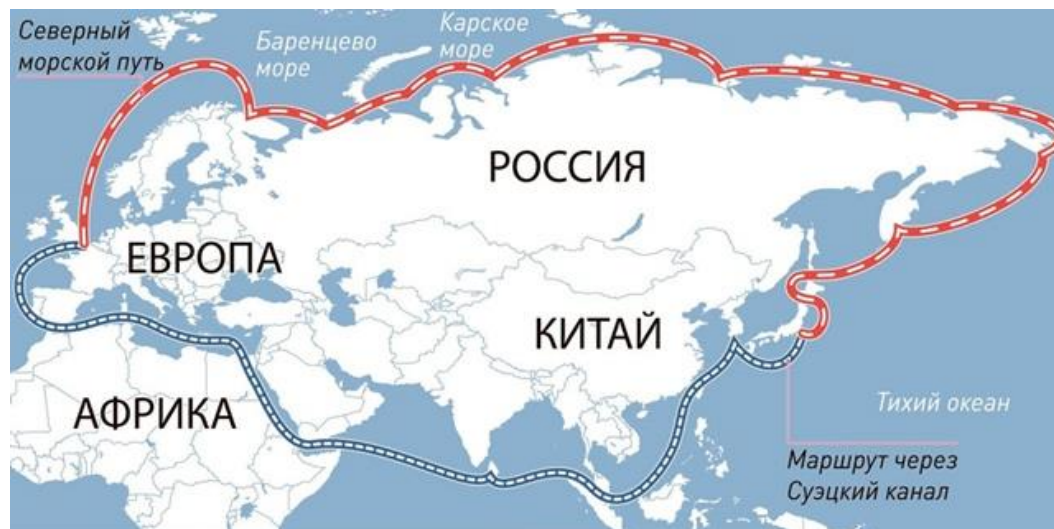 Северный
морской путь
Баренцево
море
Карское
море
РОССИЯ
ЕВРОПА
КИТАЙ
АФРИКА
Тихий океан
Маршрут через
Суэцкий канал